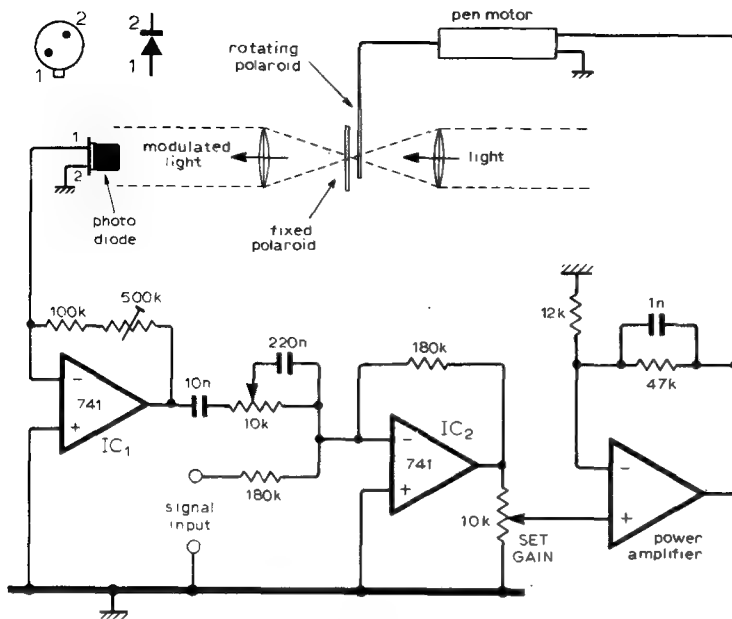 2
2
1
1
pen motor
rotating
polaroid
1
2
modulated
light
light
photo
diode
fixed
polaroid
100k
500k
220n
180k
12k
1n
47k
10n
10k
−
741
+
IC1
−
741
+
IC2
180k
signal
input
10k
SET
GAIN
−
+
power
amplifier